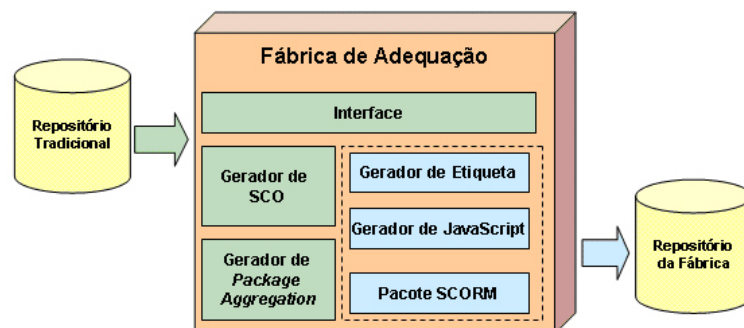 Fábrica de Adequação
Repositório
Tradicional
Interface
Gerador de
SCO
Gerador de Etiqueta
Gerador de JavaScript
Gerador de
Package
Aggregation
Pacote SCORM
Repositório
da Fábrica